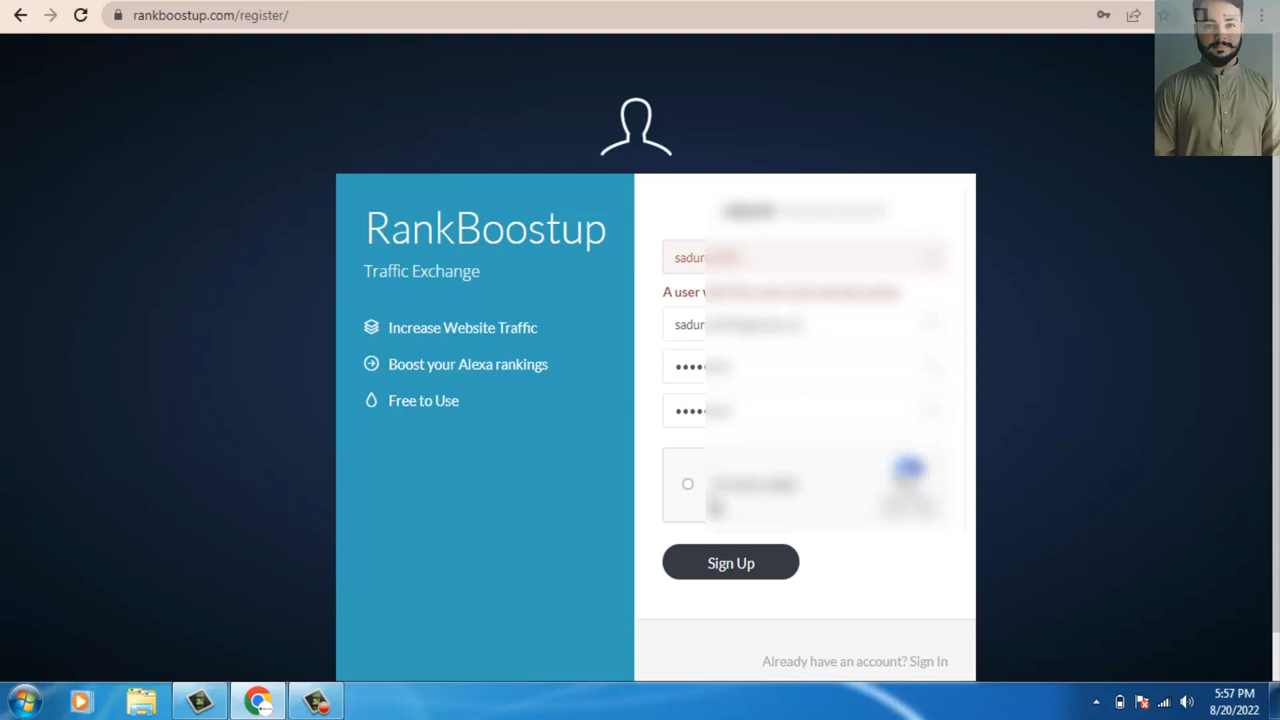 rankboostup.com/register/
RankBoostup
Traffic Exchange
Increase Website Traffic
Boost your Alexa rankings
Free to Use
sadur
A user
sadur
Sign Up
Already have an account? Sign In
5:57 PM
8/20/2022